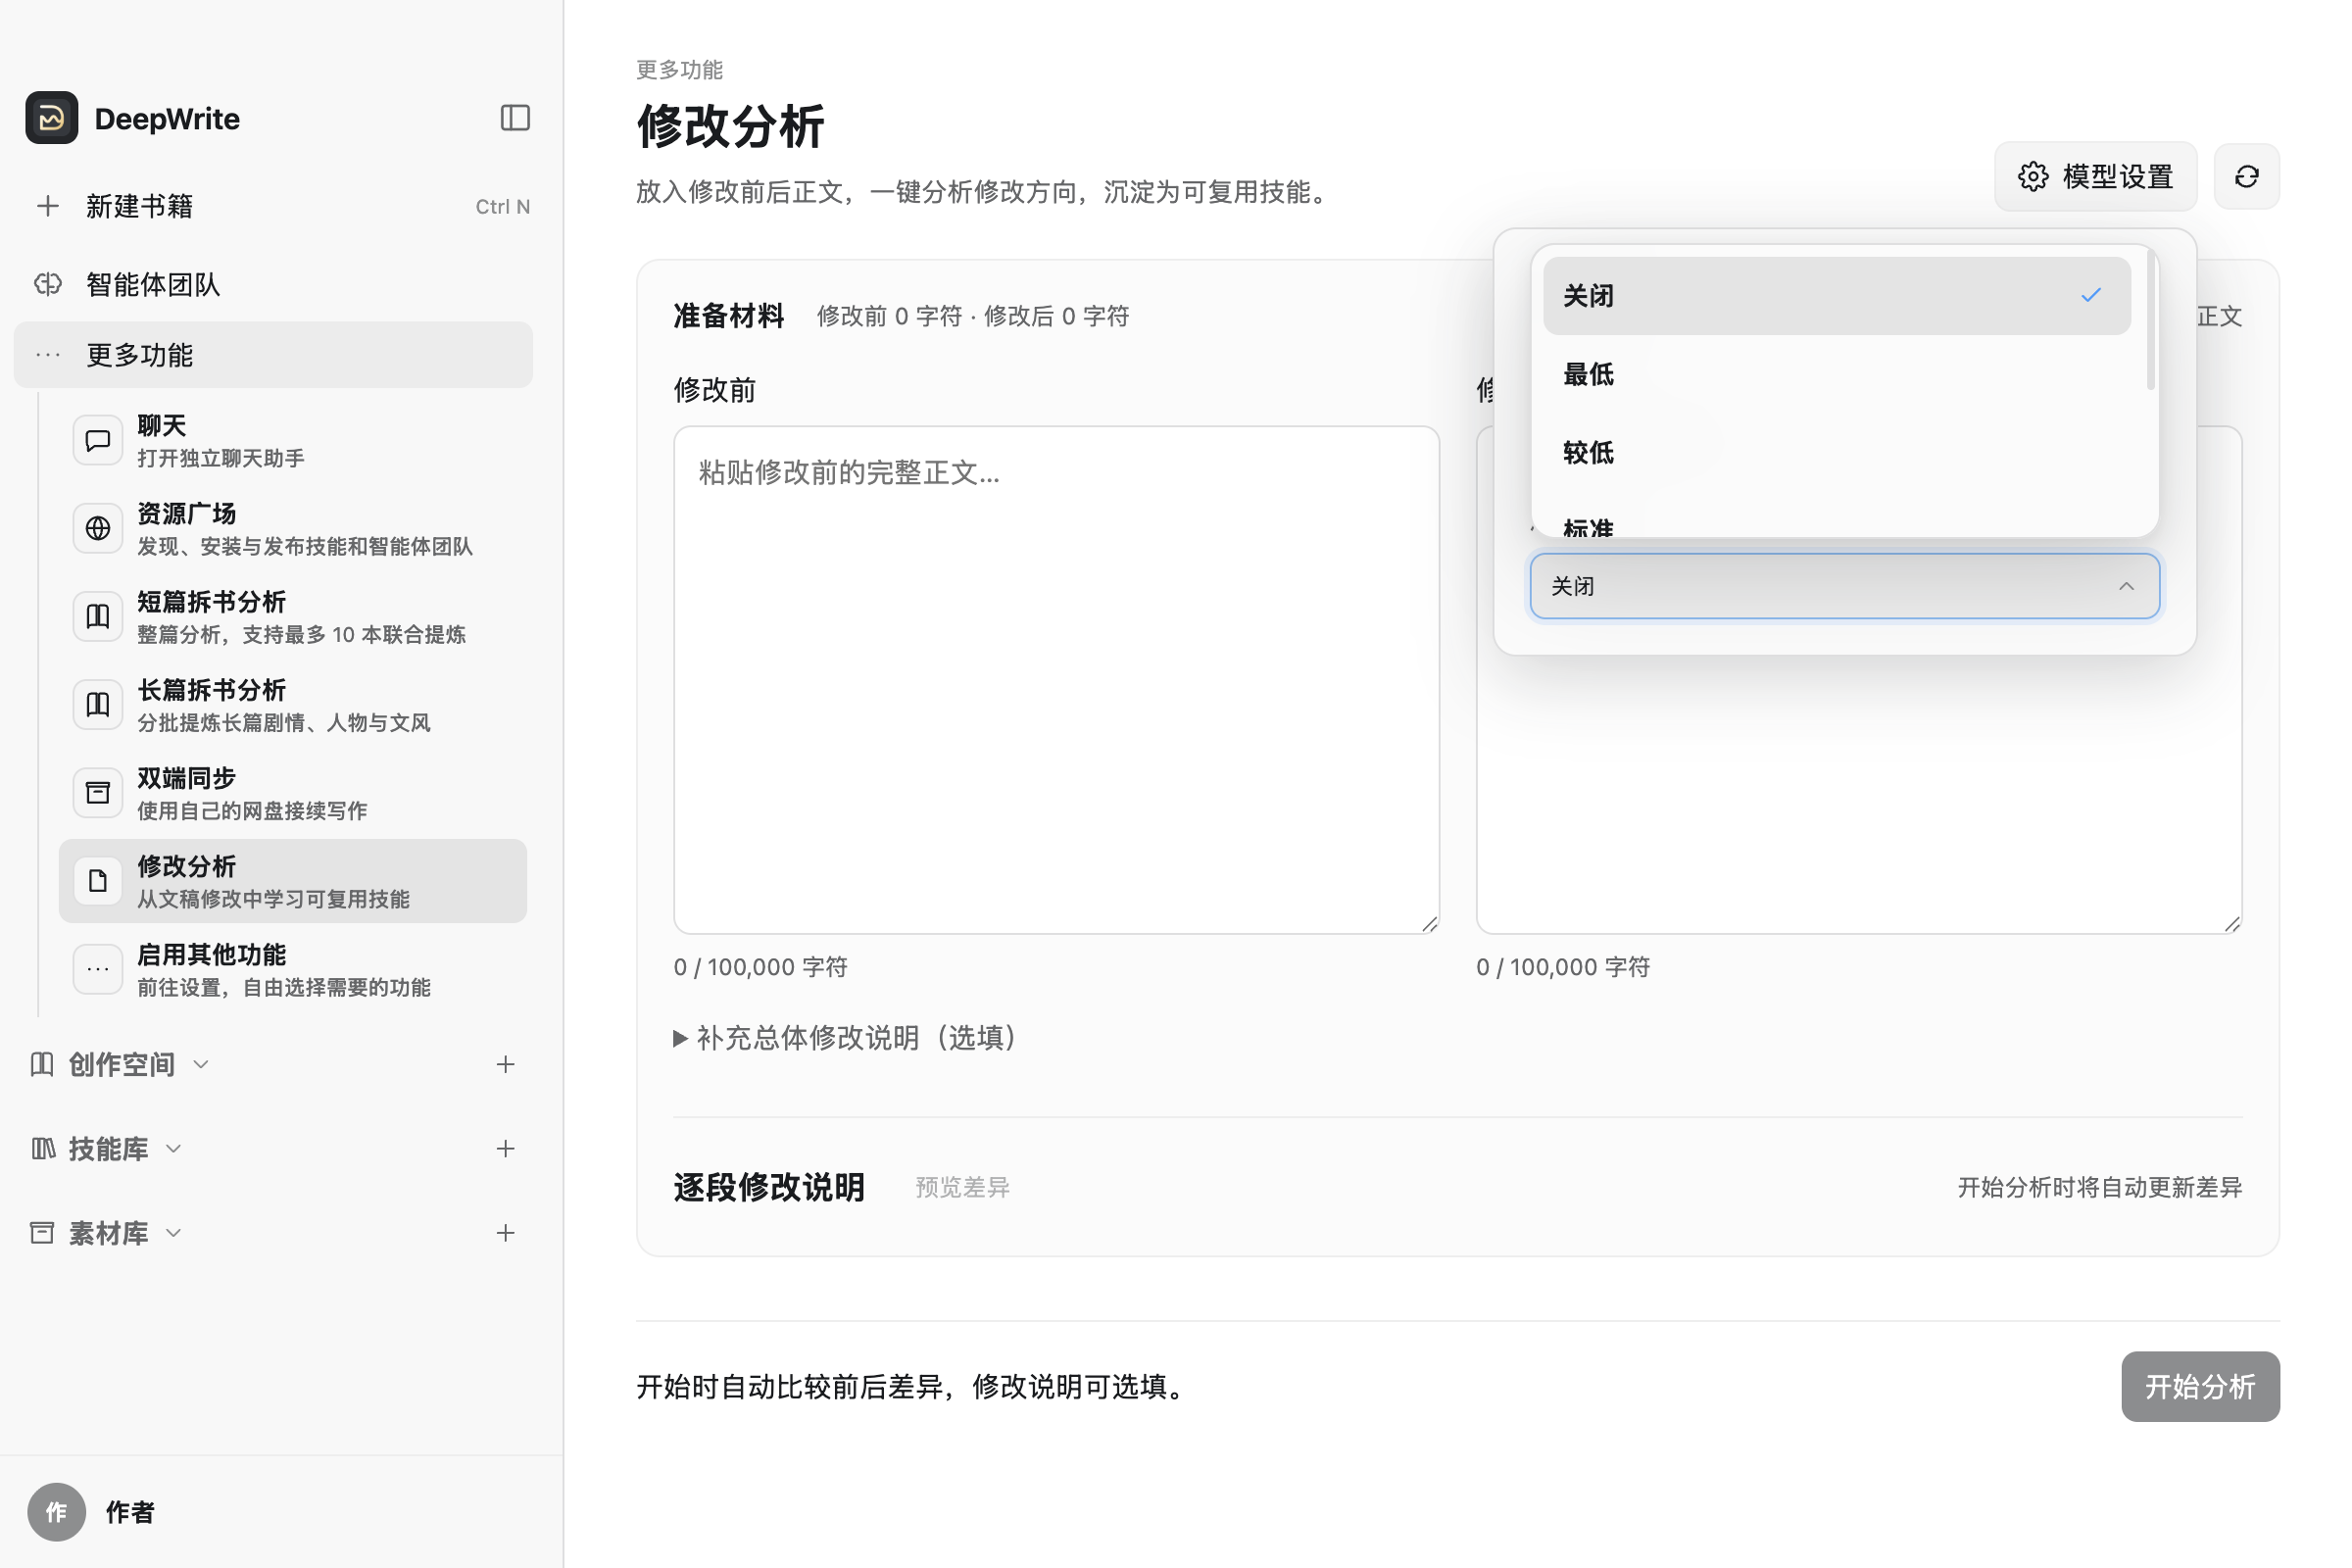 DeepWrite
新建书籍
Ctrl N
智能体团队
更多功能
聊天
打开独立聊天助手
资源广场
发现、安装与发布技能和智能体团队
短篇拆书分析
整篇分析，支持最多 10 本联合提炼
长篇拆书分析
分批提炼长篇剧情、人物与文风
双端同步
使用自己的网盘接续写作
修改分析
从文稿修改中学习可复用技能
启用其他功能
前往设置，自由选择需要的功能
创作空间
技能库
素材库
作 作者
更多功能
修改分析
放入修改前后正文，一键分析修改方向，沉淀为可复用技能。
模型设置
准备材料 修改前 0 字符 · 修改后 0 字符
正文
修改前
修
粘贴修改前的完整正文...
关闭
最低
较低
标准
关闭
0 / 100,000 字符
0 / 100,000 字符
补充总体修改说明（选填）
逐段修改说明 预览差异 开始分析时将自动更新差异
开始时自动比较前后差异，修改说明可选填。
开始分析